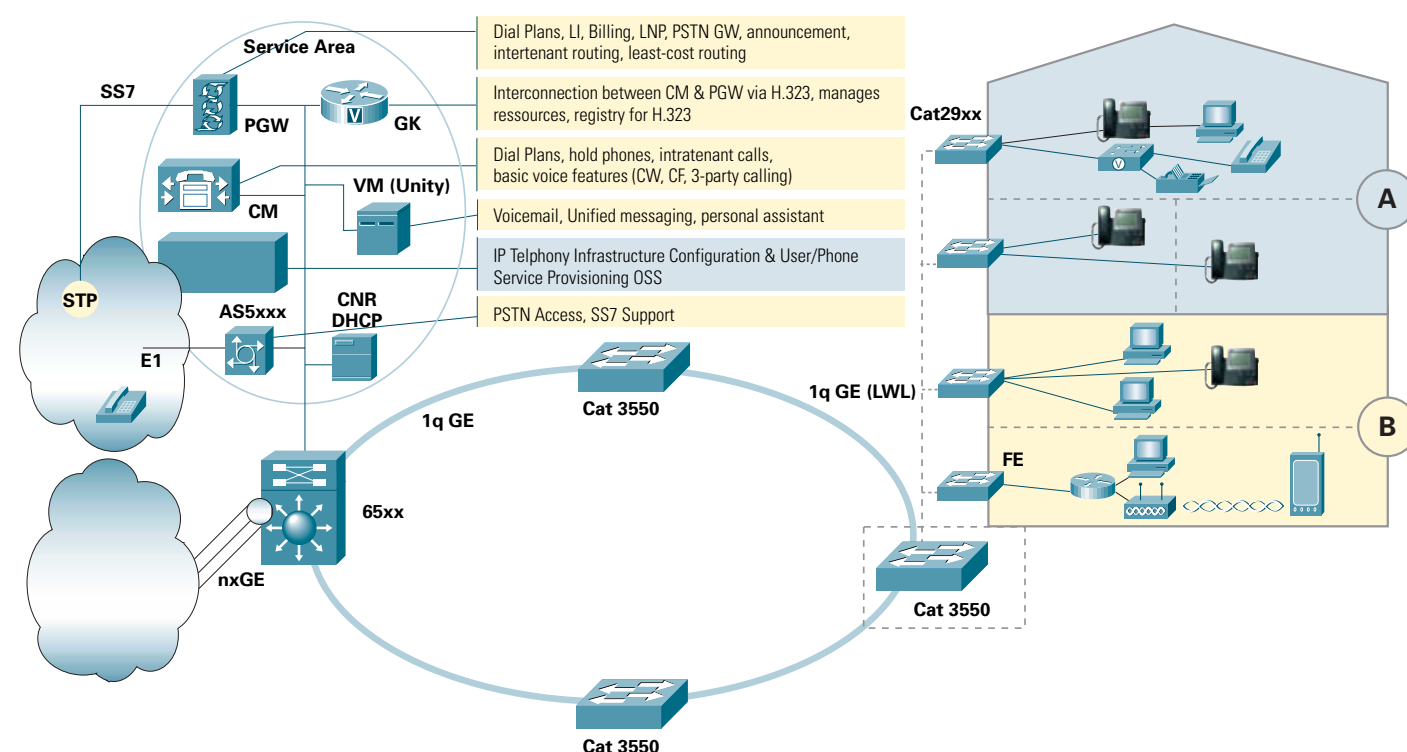 Service Area
SS7
PGW
GK
CM
VM (Unity)
STP
AS5xxx
CNR
DHCP
E1
Dial Plans, LI, Billing, LNP, PSTN GW, announcement,
intertenant routing, least-cost routing
Interconnection between CM & PGW via H.323, manages
ressources, registry for H.323
Dial Plans, hold phones, intratenant calls,
basic voice features (CW, CF, 3-party calling)
Voicemail, Unified messaging, personal assistant
IP Telphony Infrastructure Configuration & User/Phone
Service Provisioning OSS
PSTN Access, SS7 Support
Cat29xx
V
V
A
B
1q GE (LWL)
FE
1q GE
Cat 3550
65xx
nxGE
Cat 3550
Cat 3550